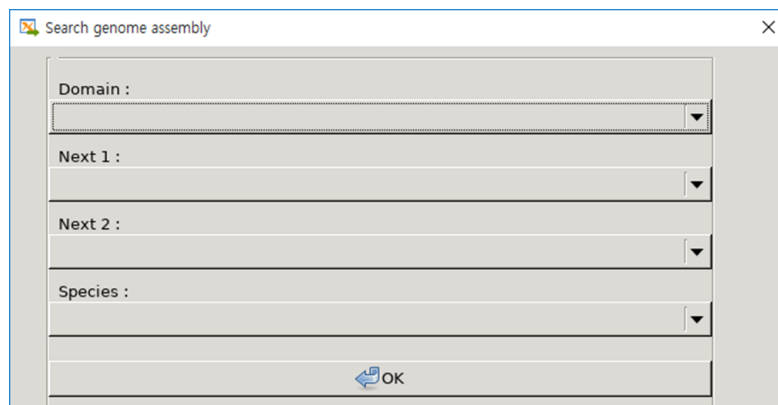 Search genome assembly
Domain :
Next 1 :
Next 2 :
Species :
OK